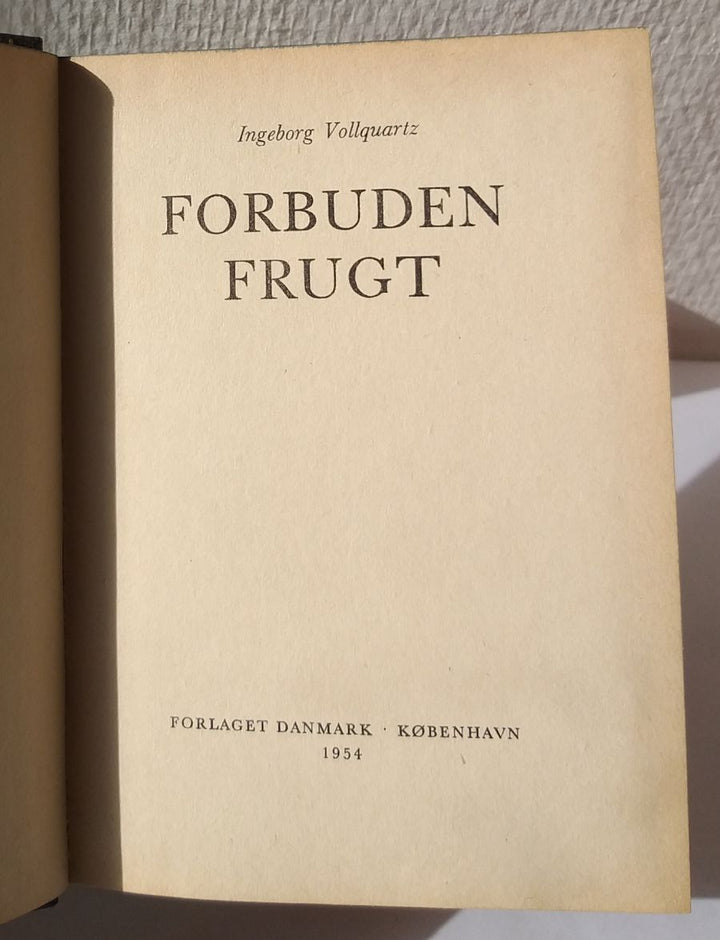 Ingeborg Vollquartz
FORBUDEN
FRUGT
FORLAGET DANMARK · KØBENHAVN
1954